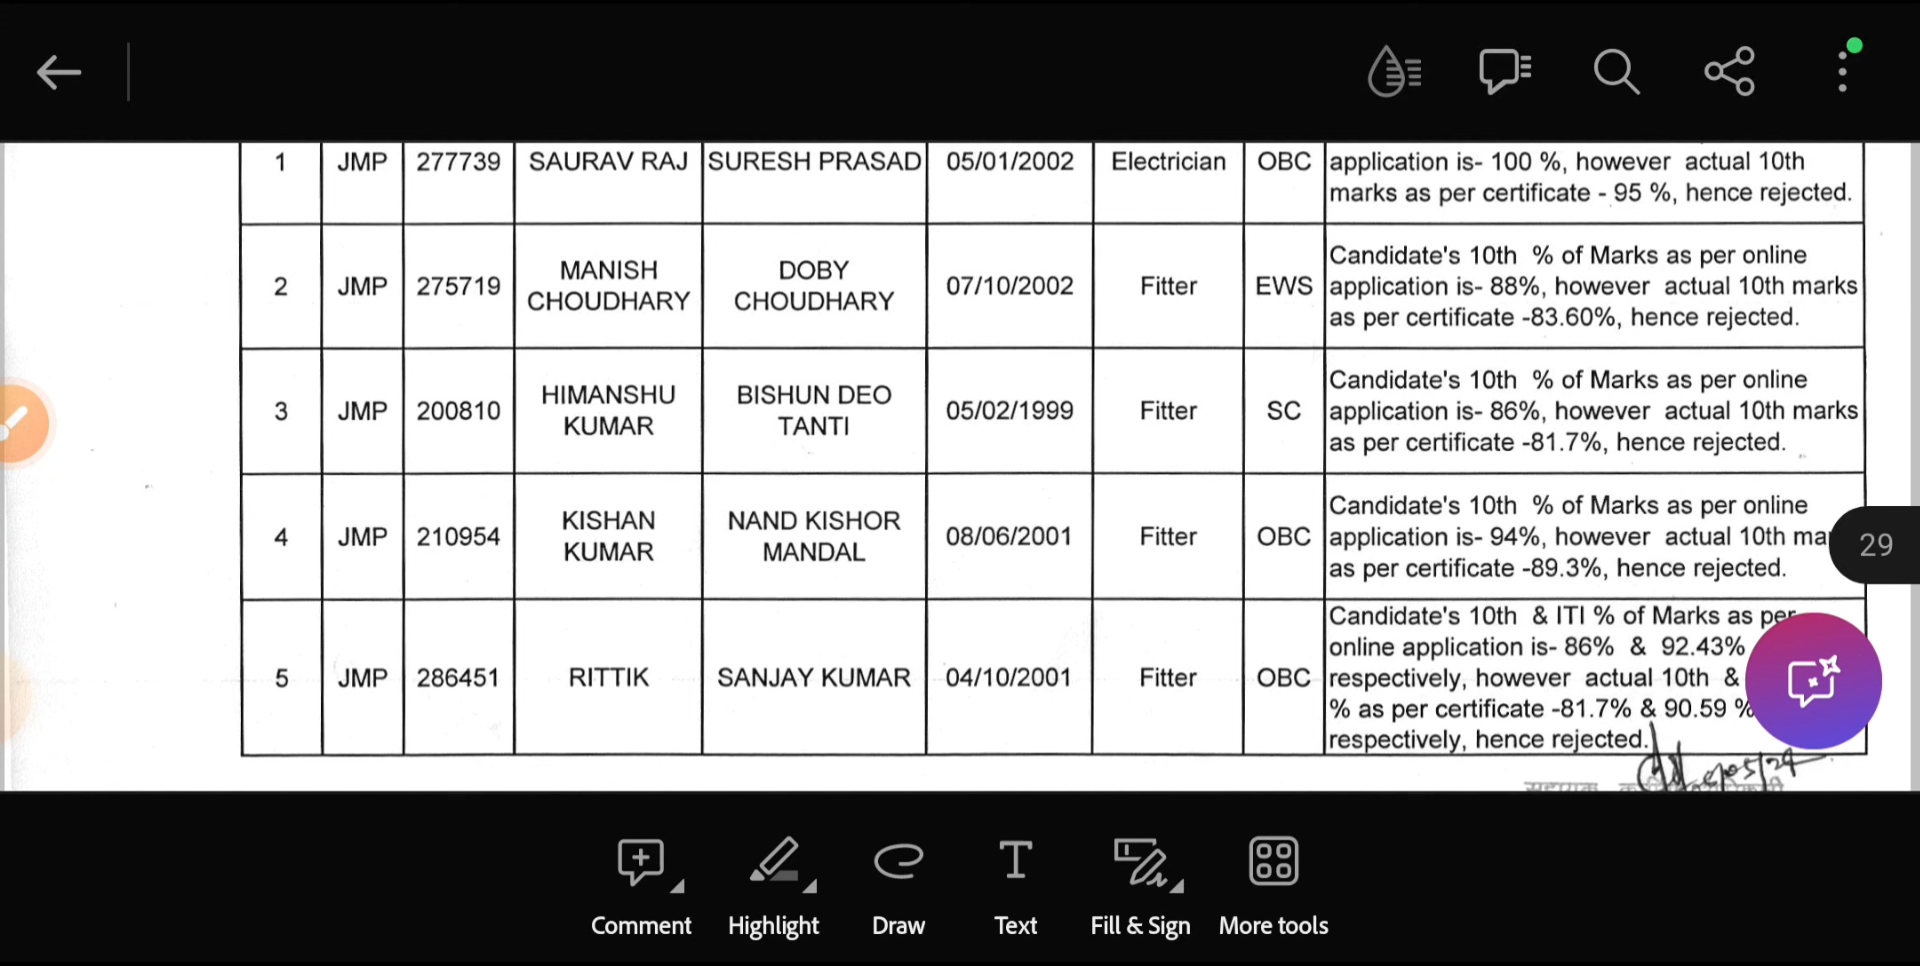 1 JMP 277739 SAURAV RAJ SURESH PRASAD 05/01/2002 Electrician OBC application is- 100 %, however actual 10th
marks as per certificate - 95 %, hence rejected.
2 JMP 275719 MANISH CHOUDHARY DOBY CHOUDHARY 07/10/2002 Fitter EWS Candidate's 10th % of Marks as per online
application is- 88%, however actual 10th marks
as per certificate -83.60%, hence rejected.
3 JMP 200810 HIMANSHU KUMAR BISHUN DEO TANTI 05/02/1999 Fitter SC Candidate's 10th % of Marks as per online
application is- 86%, however actual 10th marks
as per certificate -81.7%, hence rejected.
4 JMP 210954 KISHAN KUMAR NAND KISHOR MANDAL 08/06/2001 Fitter OBC Candidate's 10th % of Marks as per online
application is- 94%, however actual 10th
as per certificate -89.3%, hence rejected.
29
5 JMP 286451 RITTIK SANJAY KUMAR 04/10/2001 Fitter OBC Candidate's 10th & ITI % of Marks as per
online application is- 86% & 92.43%
respectively, however actual 10th &
% as per certificate -81.7% & 90.59 %
respectively, hence rejected.
Comment Highlight Draw Text Fill & Sign More tools